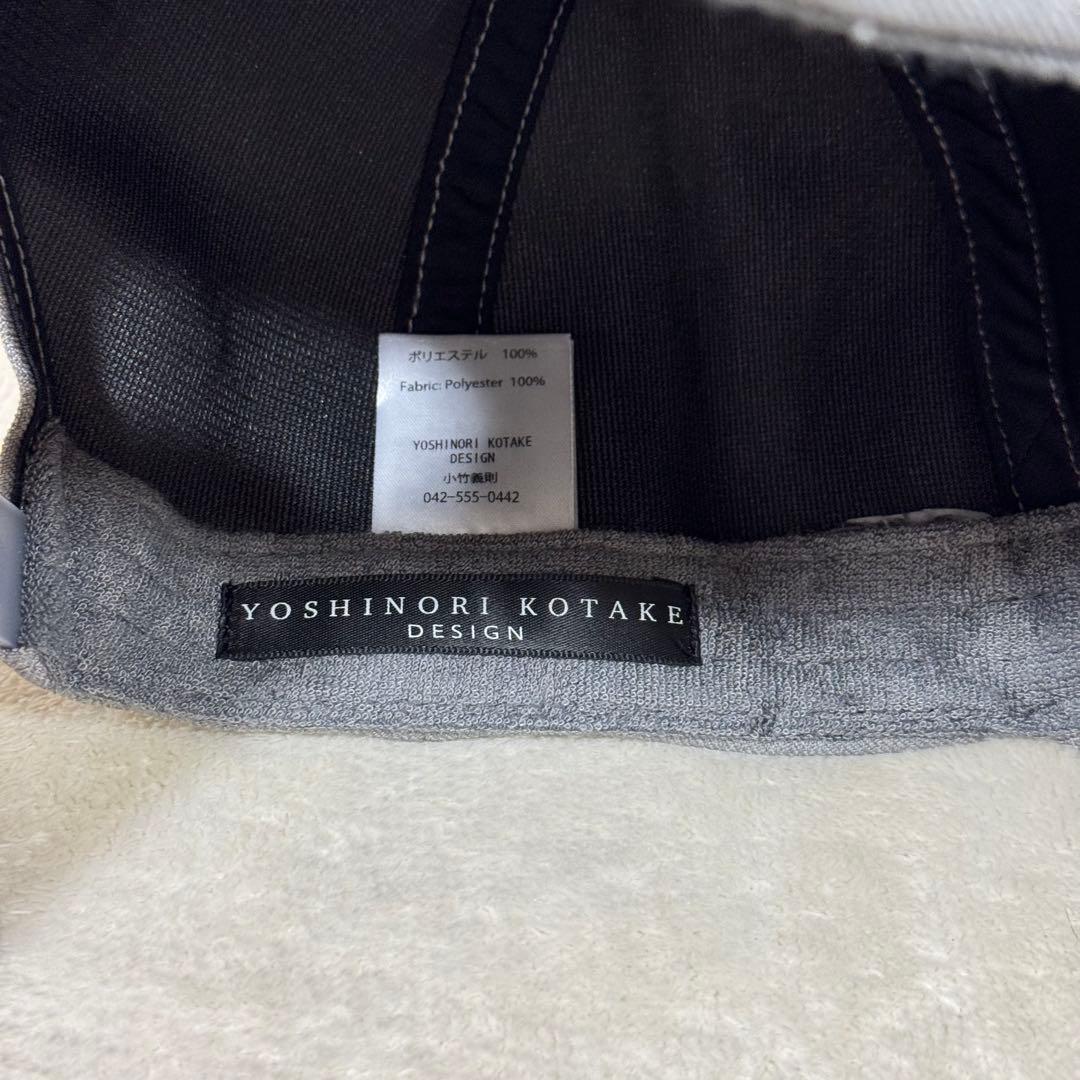 ポリエステル 100%
Fabric: Polyester 100%
YOSHINORI KOTAKE
DESIGN
小竹義則
042-555-0442
YOSHINORI KOTAKE
DESIGN